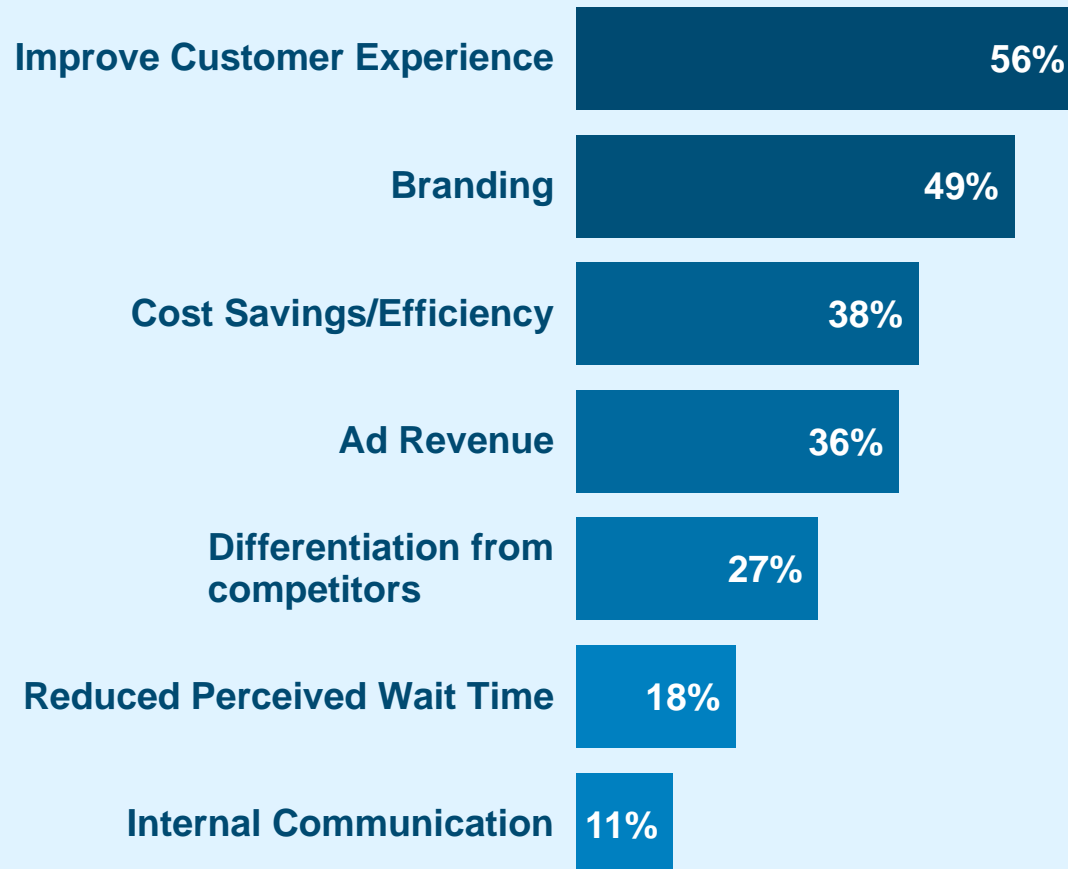 Improve Customer Experience 56%
Branding 49%
Cost Savings/Efficiency 38%
Ad Revenue 36%
Differentiation from
competitors 27%
Reduced Perceived Wait Time 18%
Internal Communication 11%